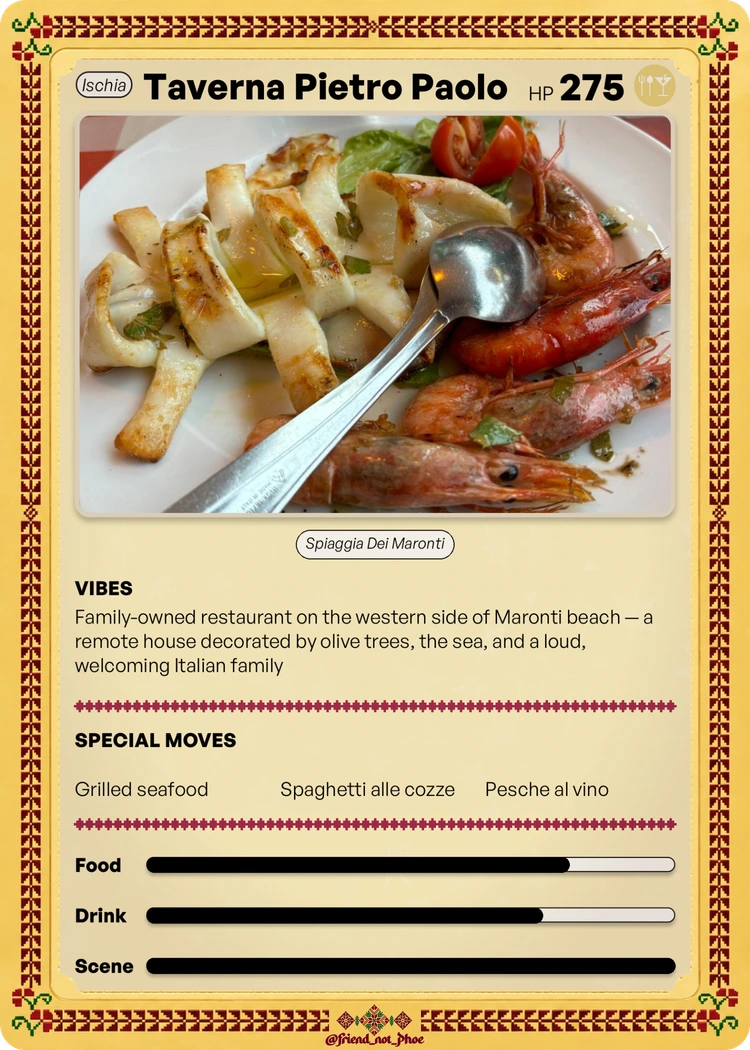 Ischia Taverna Pietro Paolo HP 275
Spiaggia Dei Maronti
VIBES
Family-owned restaurant on the western side of Maronti beach — a
remote house decorated by olive trees, the sea, and a loud,
welcoming Italian family
SPECIAL MOVES
Grilled seafood Spaghetti alle cozze Pesche al vino
Food
Drink
Scene
@friend_not_phoe